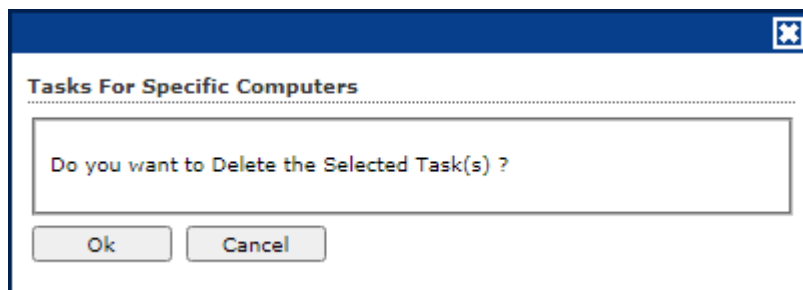 Tasks For Specific Computers
Do you want to Delete the Selected Task(s) ?
Ok
Cancel